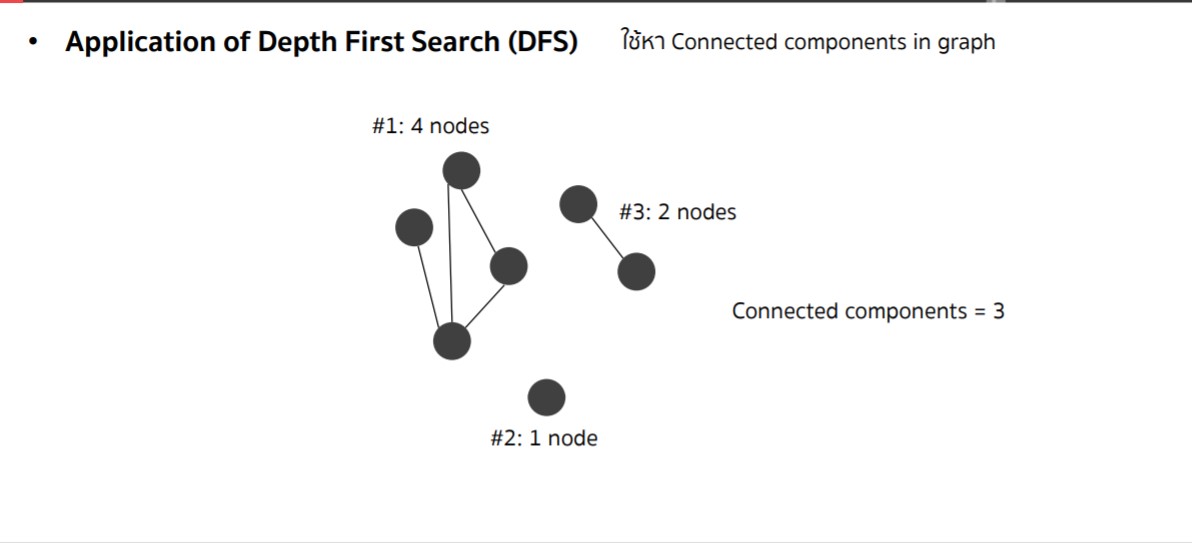 • Application of Depth First Search (DFS) ใช้หา Connected components in graph
#1: 4 nodes
#3: 2 nodes
Connected components = 3
#2: 1 node